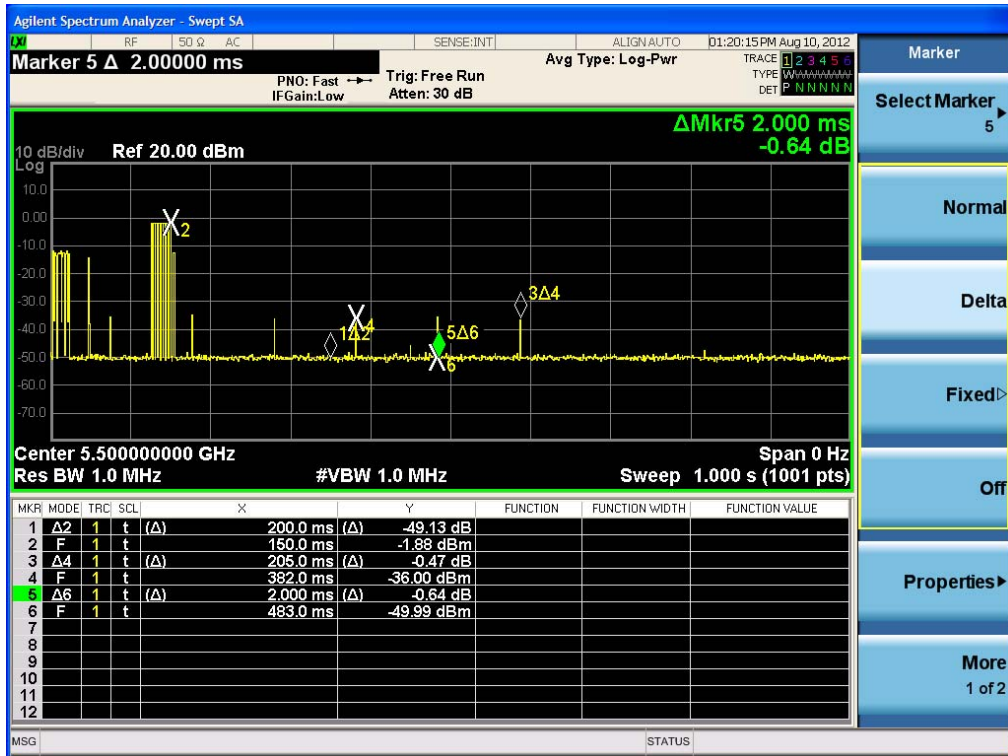 Agilent Spectrum Analyzer - Swept SA
LXI RF 50 Ω AC SENSE:INT ALIGN AUTO 01:20:15 PM Aug 10, 2012
Marker 5 Δ 2.00000 ms
PNO: Fast
IFGain:Low
Trig: Free Run
Atten: 30 dB
Avg Type: Log-Pwr
TRACE 1 2 3 4 5 6
TYPE
DET P N N N N N
ΔMkr5 2.000 ms
-0.64 dB
10 dB/div Ref 20.00 dBm
Log
10.0
0.00
-10.0
-20.0
-30.0
-40.0
-50.0
-60.0
-70.0
2
1Δ2
4
3Δ4
5Δ6
6
Center 5.500000000 GHz Span 0 Hz
Res BW 1.0 MHz #VBW 1.0 MHz Sweep 1.000 s (1001 pts)
MKR MODE TRC SCL X Y FUNCTION FUNCTION WIDTH FUNCTION VALUE
1 Δ2 1 t (Δ) 200.0 ms (Δ) -49.13 dB
2 F 1 t 150.0 ms -1.88 dBm
3 Δ4 1 t (Δ) 205.0 ms (Δ) -0.47 dB
4 F 1 t 382.0 ms -36.00 dBm
5 Δ6 1 t (Δ) 2.000 ms (Δ) -0.64 dB
6 F 1 t 483.0 ms -49.99 dBm
7
8
9
10
11
12
MSG STATUS
Marker
Select Marker
5
Normal
Delta
Fixed
Off
Properties
More
1 of 2